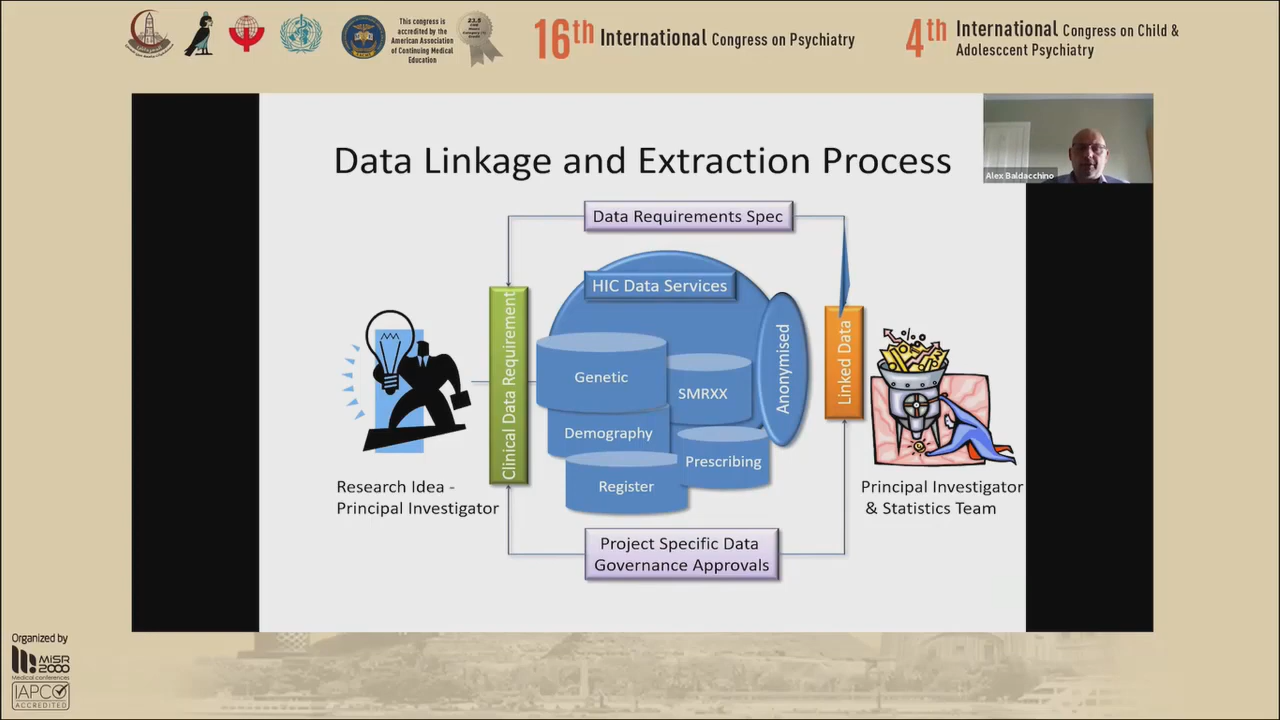 This congress is
accredited by the
American Association
of Continuing Medical
Education
16th International Congress on Psychiatry
4th International Congress on Child &
Adolesccent Psychiatry
Data Linkage and Extraction Process
Alex Baldacchino
Data Requirements Spec
HIC Data Services
Clinical Data Requirement
Genetic
SMRXX
Demography
Prescribing
Register
Anonymised
Linked Data
Research Idea -
Principal Investigator
Principal Investigator
& Statistics Team
Project Specific Data
Governance Approvals
Organized by
MISR
2000
Medical conferences
IAPCO
ACCREDITED